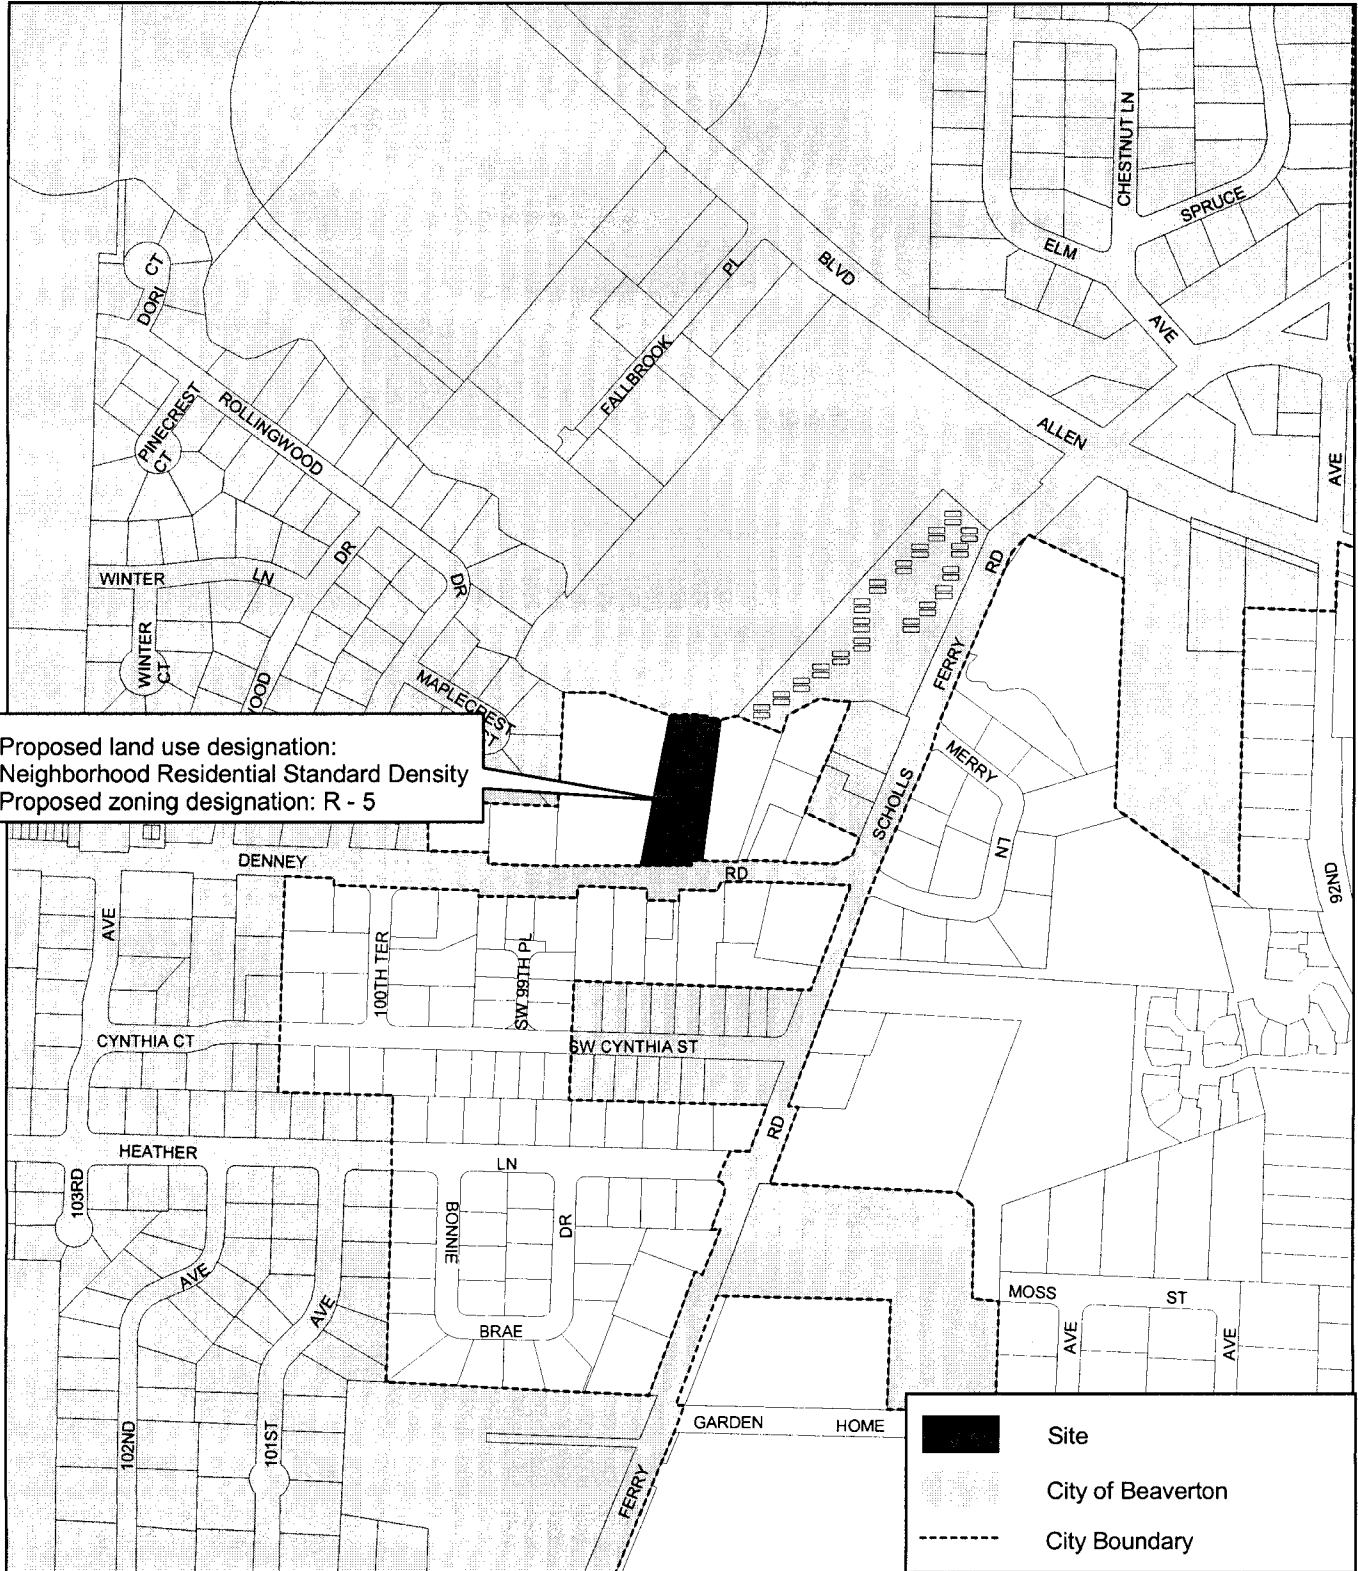 CHESTNUT LN
SPRUCE
ELM
AVE
BLVD
PL
FALLBROOK
ALLEN
AVE
CT
DORI
PINECREST
CT
ROLLINGWOOD
DR
DR
WINTER
LN
WINTER
CT
WOOD
MAPLECREST
CT
RD
FERRY
SCHOLLS
MERRY
LN
92ND
Proposed land use designation:
Neighborhood Residential Standard Density
Proposed zoning designation: R - 5
DENNEY
RD
AVE
100TH TER
SW 99TH PL
CYNTHIA CT
SW CYNTHIA ST
RD
HEATHER
LN
103RD
BONNIE
DR
BRAE
AVE
AVE
102ND
101ST
MOSS
ST
AVE
AVE
GARDEN
HOME
FERRY
Site
City of Beaverton
City Boundary